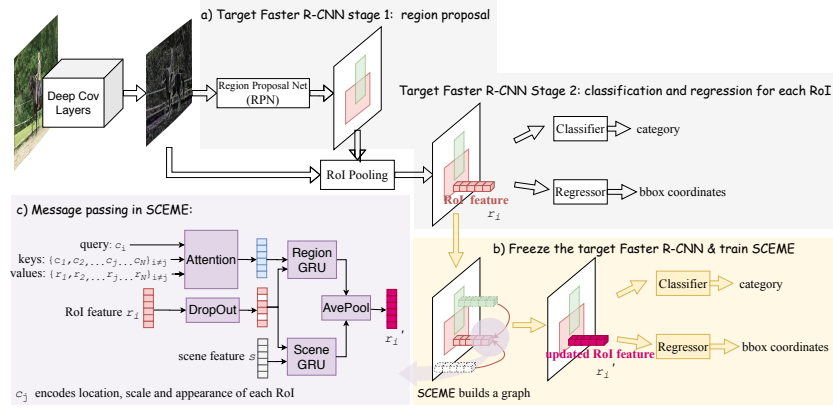 a) Target Faster R-CNN stage 1: region proposal
Deep Cov
Layers
Region Proposal Net
(RPN)
RoI Pooling
Target Faster R-CNN Stage 2: classification and regression for each RoI
Classifier
category
Regressor
bbox coordinates
RoI feature
r_i
c) Message passing in SCEME:
query: c_i
keys: {c_1,c_2,...c_j...c_N}_{i≠j}
values: {r_1,r_2,...r_j...r_N}_{i≠j}
Attention
Region
GRU
RoI feature r_i
DropOut
AvePool
r_i'
scene feature s
Scene
GRU
c_j encodes location, scale and appearance of each RoI
b) Freeze the target Faster R-CNN & train SCEME
Classifier
category
Regressor
bbox coordinates
updated RoI feature
r_i'
SCEME builds a graph